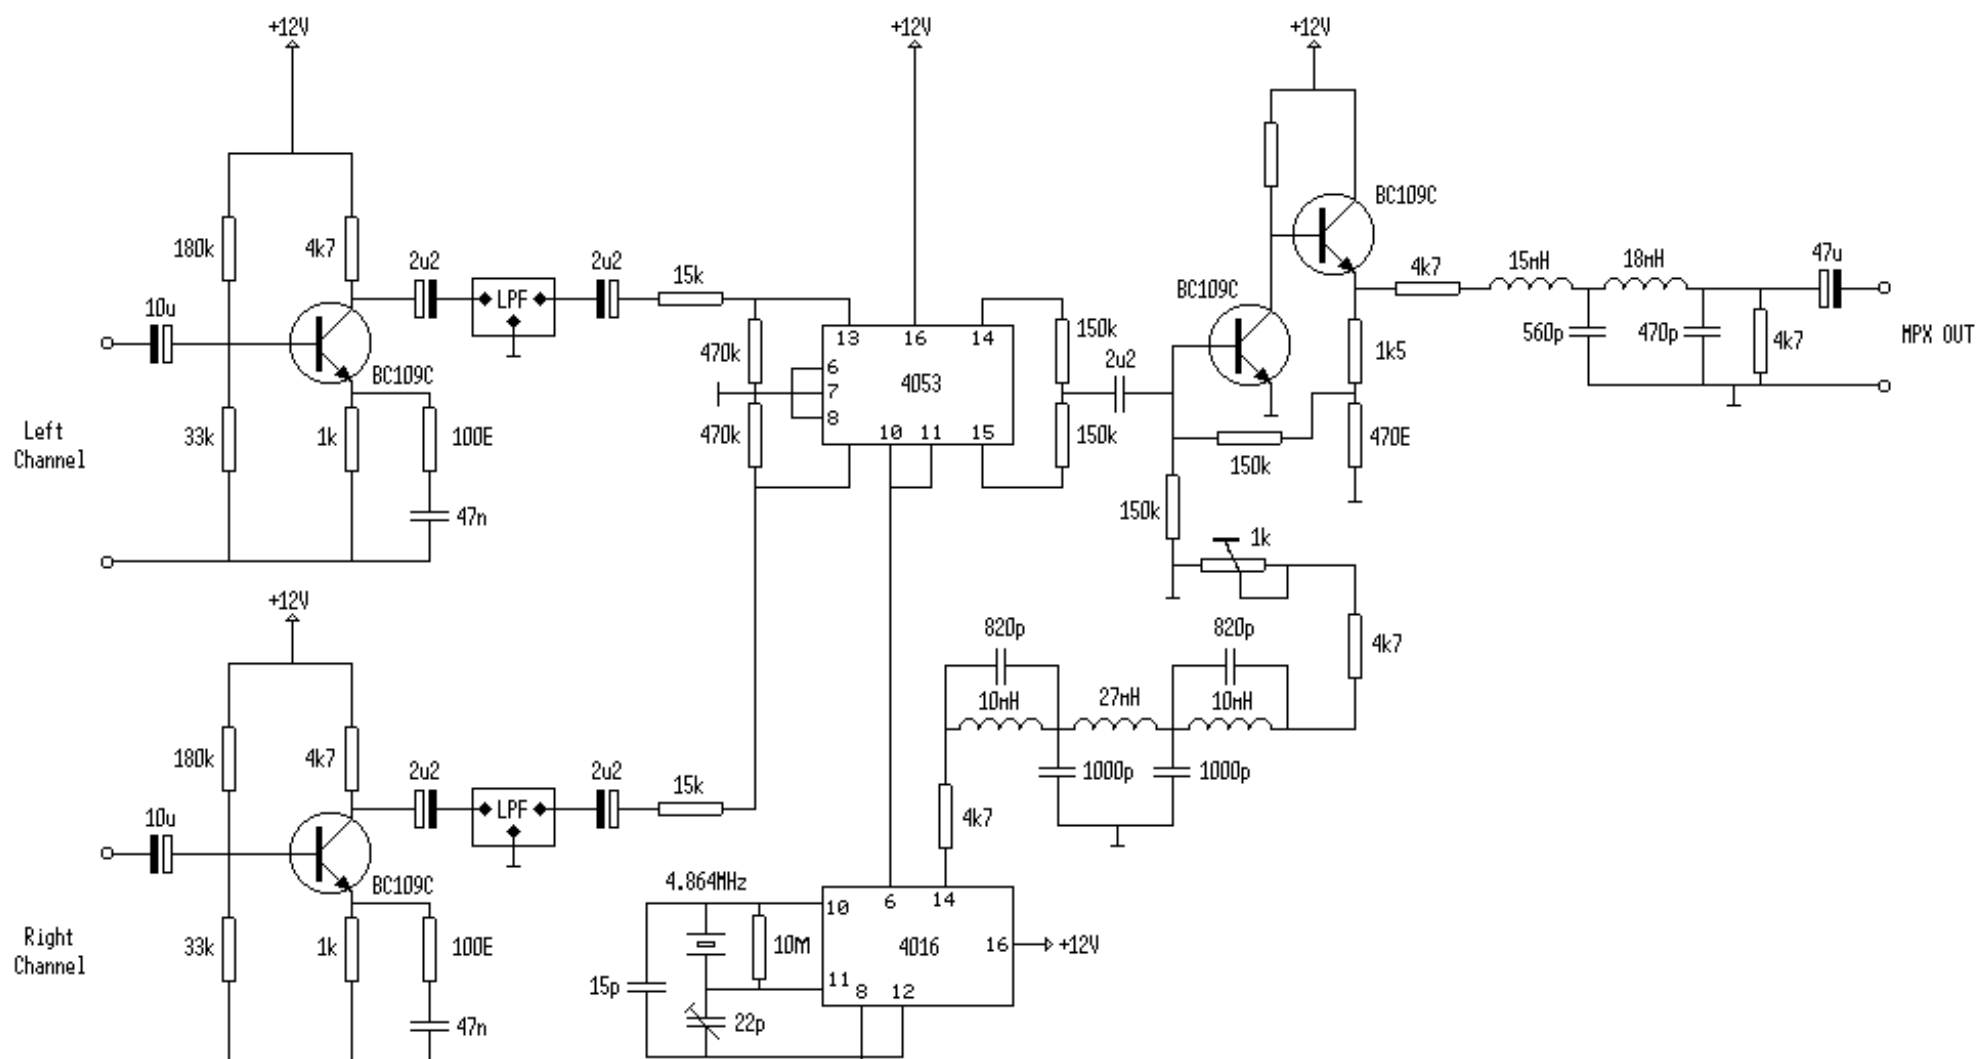 +12V
+12V
+12V
BC109C
180k
4k7
2u2
2u2
15k
4k7
15mH
18mH
47u
10u
LPF
BC109C
13
16
14
150k
470k
560p
470p
4k7
MPX OUT
1k5
6
7
8
4053
2u2
BC109C
Left
Channel
33k
1k
100E
470k
10
11
15
150k
150k
470E
47n
150k
1k
+12V
820p
820p
4k7
10mH
27mH
10mH
180k
4k7
2u2
2u2
15k
1000p
1000p
10u
LPF
4k7
BC109C
4.864MHz
10
6
14
Right
Channel
33k
1k
100E
10M
4016
16
+12V
15p
11
8
12
47n
22p